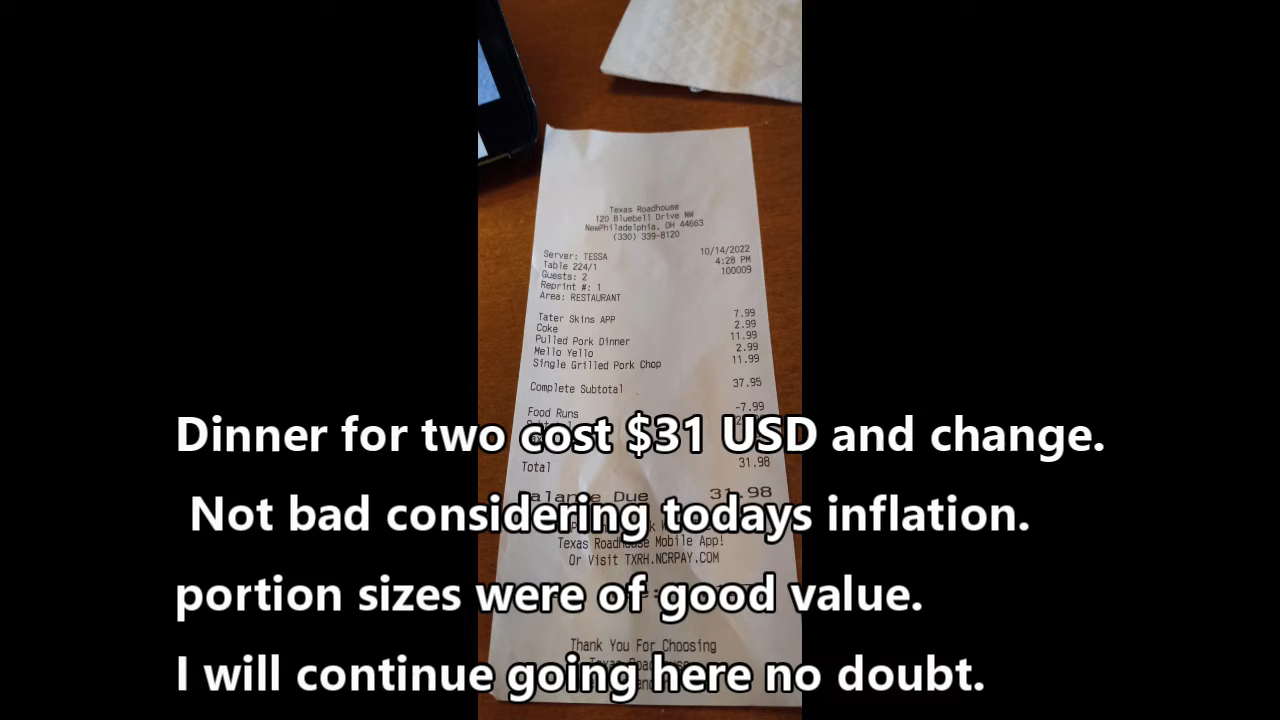 Texas Roadhouse
120 Bluebell Drive NW
NewPhiladelphia, OH 44663
(330) 339-8120
Server: TESSA 10/14/2022
Table 224/1 4:28 PM
Guests: 2 100009
Reprint #: 1
Area: RESTAURANT
Tater Skins APP 7.99
Coke 2.99
Pulled Pork Dinner 11.99
Mello Yello 2.99
Single Grilled Pork Chop 11.99
Complete Subtotal 37.95
Food Runs -7.99
Dinner for two cost $31 USD and change.
Total 31.98
Balance Due 31.98
Not bad considering todays inflation.
Texas Roadhouse Mobile App!
Or Visit TXRH.NCRPAY.COM
portion sizes were of good value.
Thank You For Choosing
Texas Roadhouse
I will continue going here no doubt.